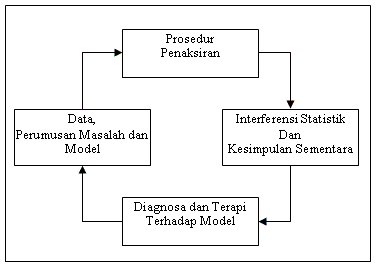 Prosedur
Penaksiran
Data,
Perumusan Masalah dan
Model
Interferensi Statistik
Dan
Kesimpulan Sementara
Diagnosa dan Terapi
Terhadap Model